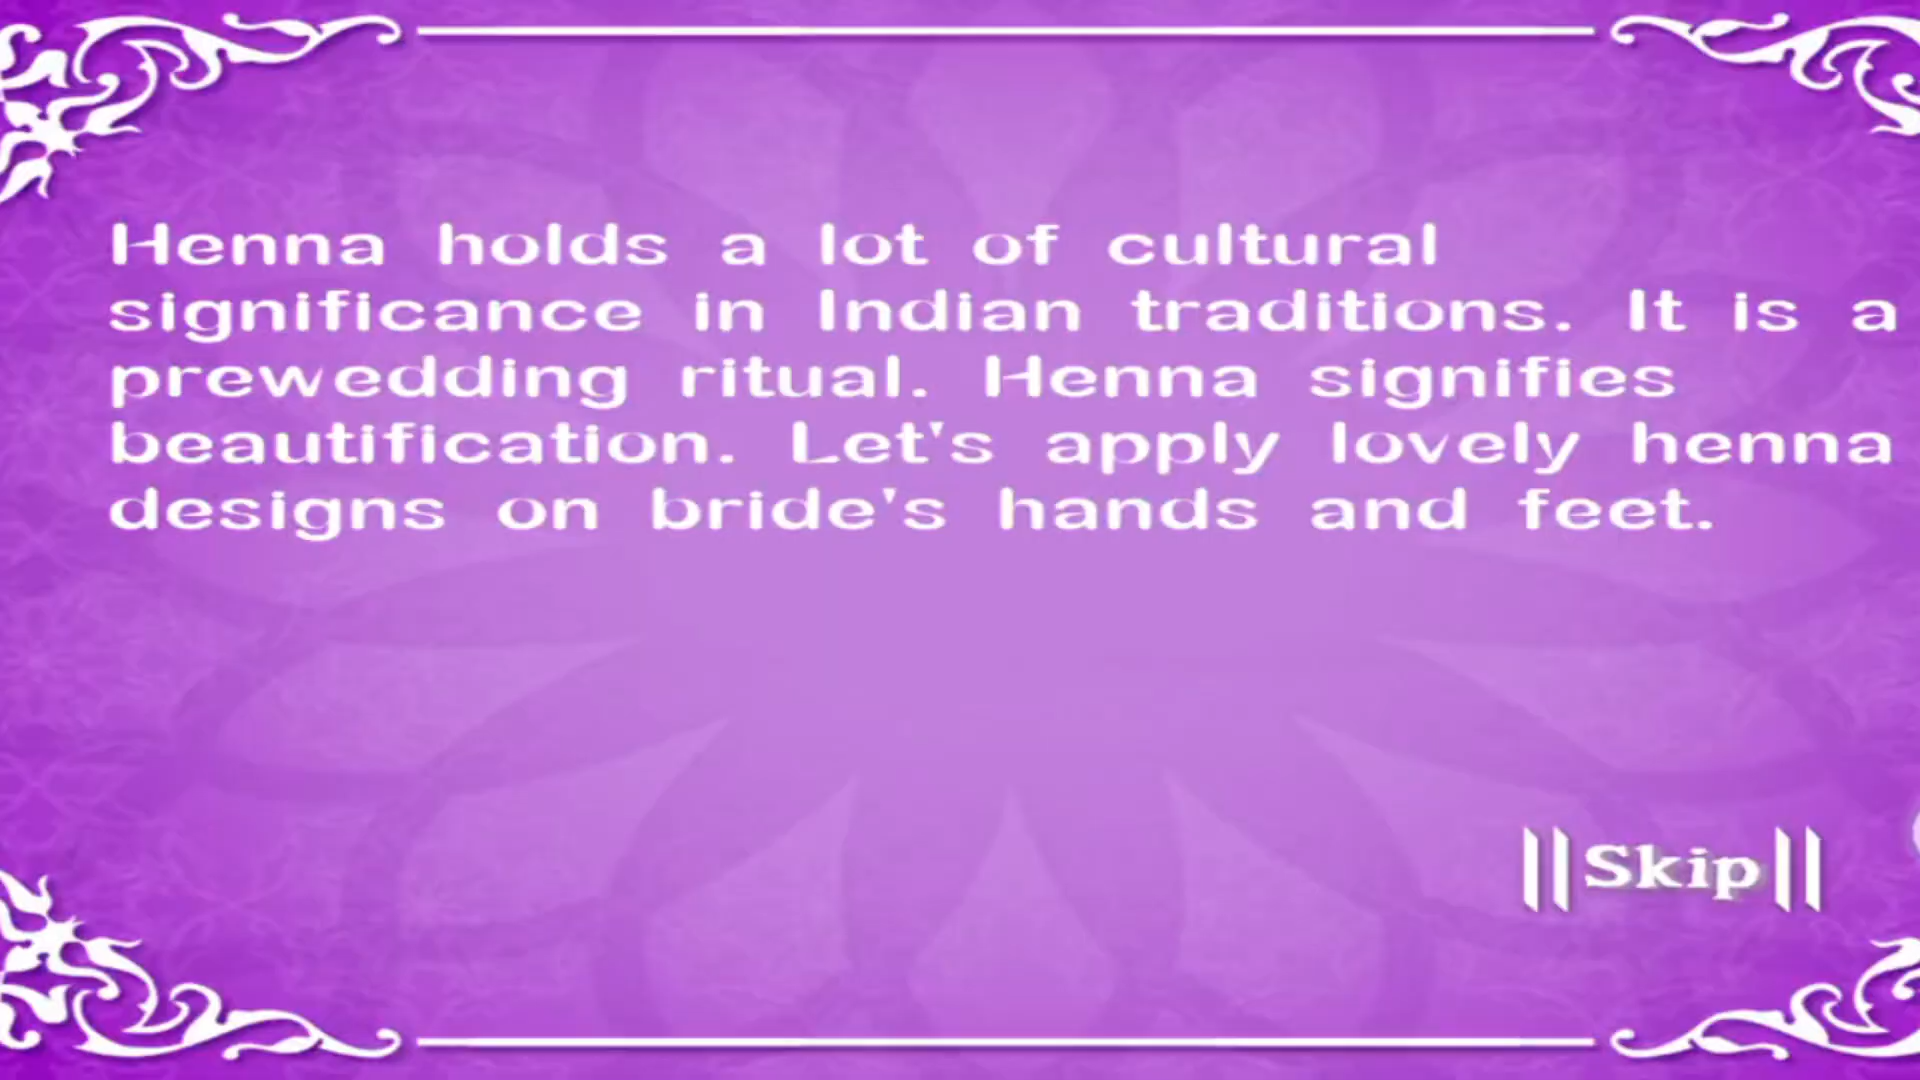 Henna holds a lot of cultural
significance in Indian traditions. It is a
prewedding ritual. Henna signifies
beautification. Let's apply lovely henna
designs on bride's hands and feet.
||Skip||